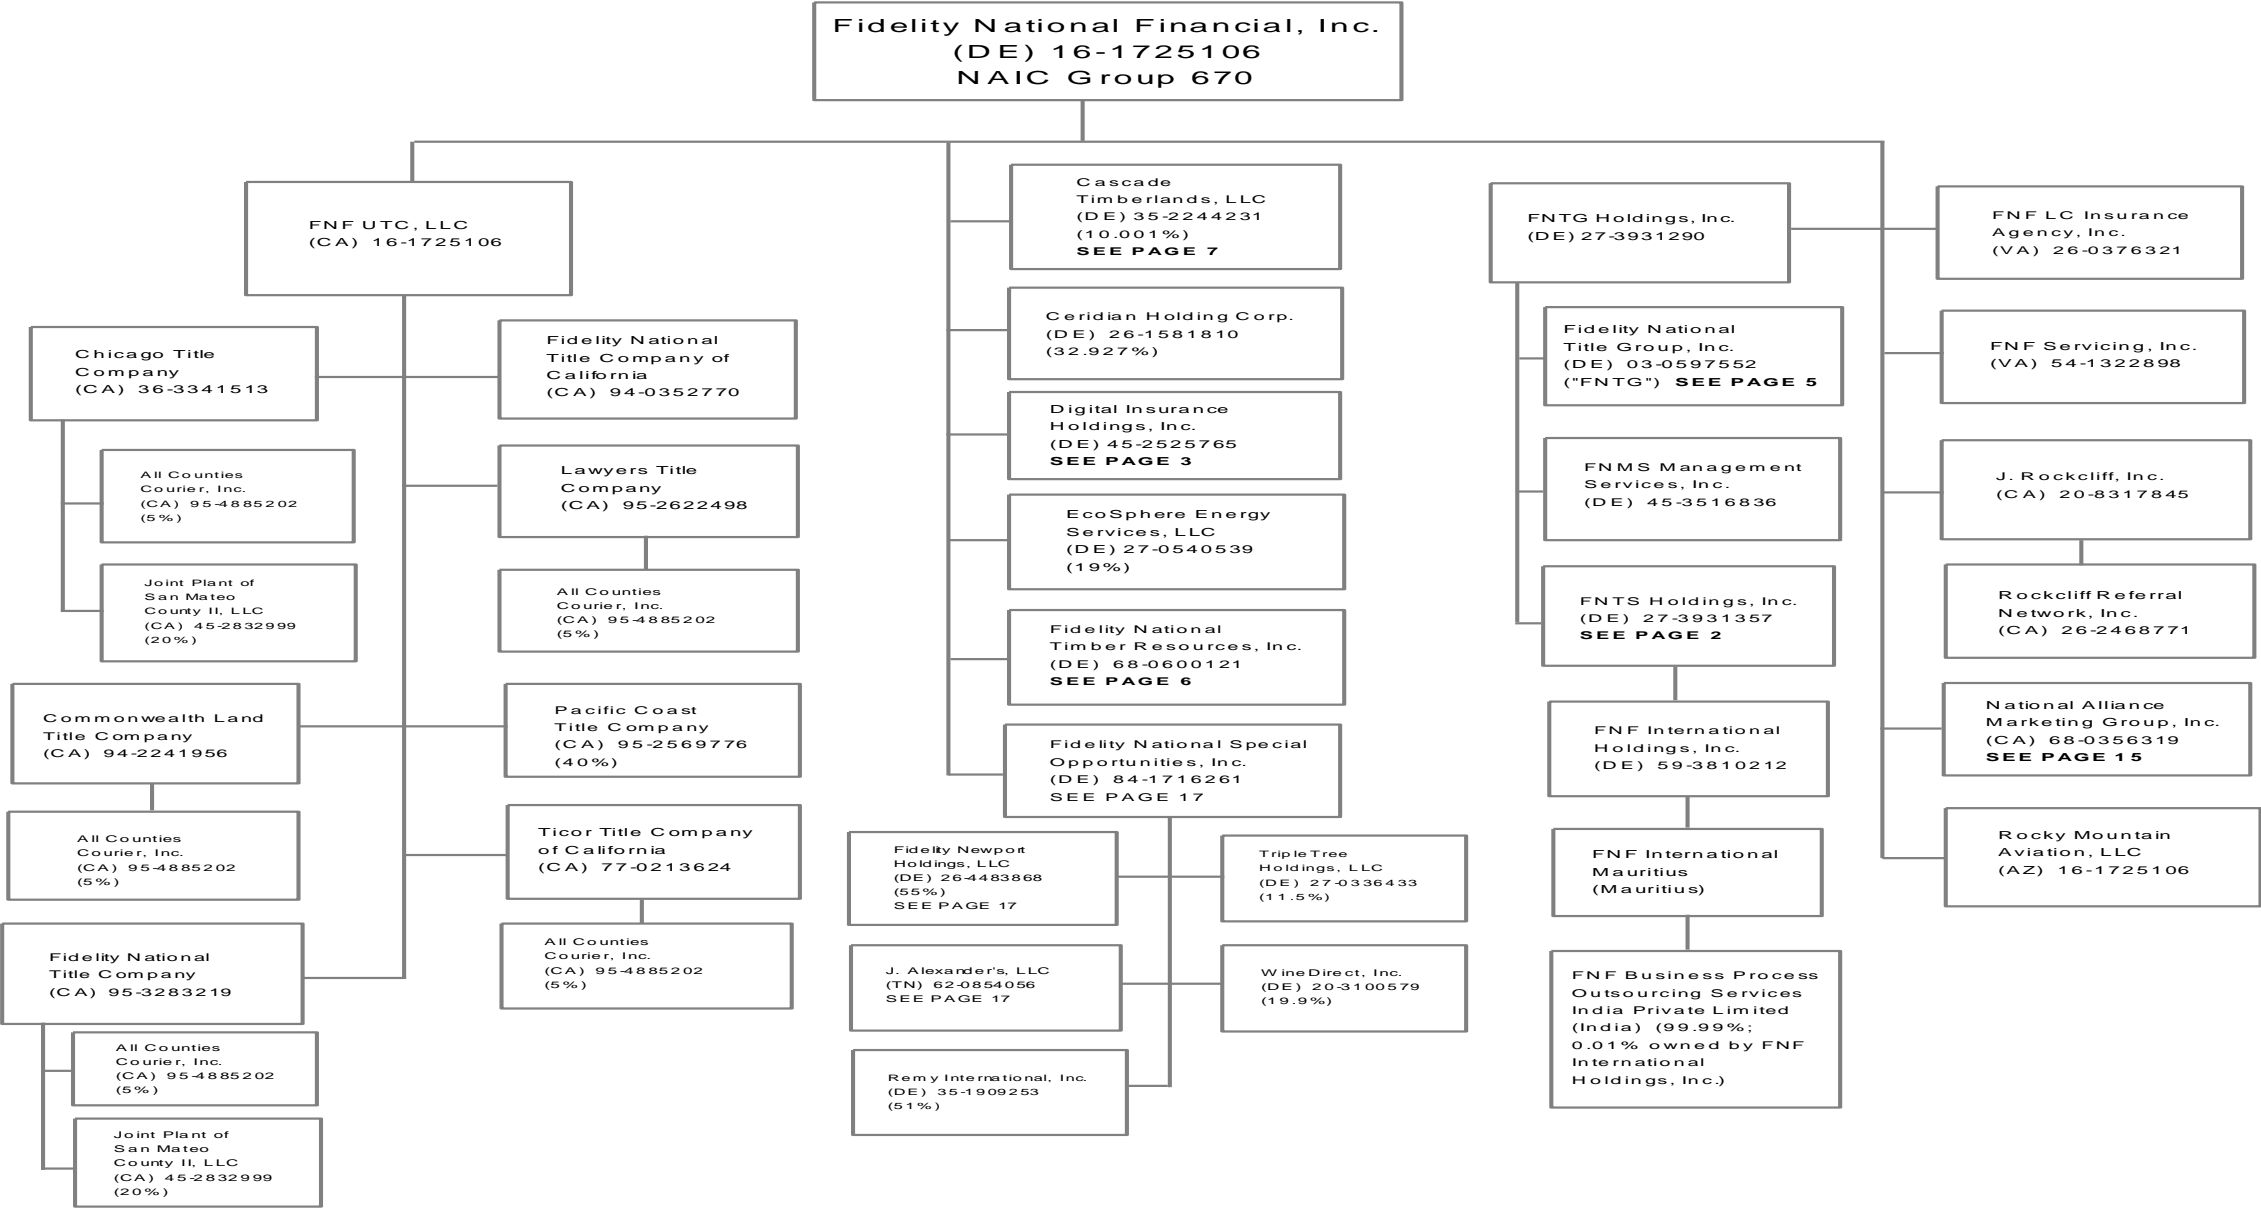 Fidelity National Financial, Inc.
(DE) 16-1725106
NAIC Group 670
FNF UTC, LLC
(CA) 16-1725106
Chicago Title
Company
(CA) 36-3341513
All Counties
Courier, Inc.
(CA) 95-4885202
(5%)
Joint Plant of
San Mateo
County II, LLC
(CA) 45-2832999
(20%)
Commonwealth Land
Title Company
(CA) 94-2241956
All Counties
Courier, Inc.
(CA) 95-4885202
(5%)
Fidelity National
Title Company
(CA) 95-3283219
All Counties
Courier, Inc.
(CA) 95-4885202
(5%)
Joint Plant of
San Mateo
County II, LLC
(CA) 45-2832999
(20%)
Fidelity National
Title Company of
California
(CA) 94-0352770
Lawyers Title
Company
(CA) 95-2622498
All Counties
Courier, Inc.
(CA) 95-4885202
(5%)
Pacific Coast
Title Company
(CA) 95-2569776
(40%)
Ticor Title Company
of California
(CA) 77-0213624
All Counties
Courier, Inc.
(CA) 95-4885202
(5%)
Cascade
Timberlands, LLC
(DE) 35-2244231
(10.001%)
SEE PAGE 7
Ceridian Holding Corp.
(DE) 26-1581810
(32.927%)
Digital Insurance
Holdings, Inc.
(DE) 45-2525765
SEE PAGE 3
EcoSphere Energy
Services, LLC
(DE) 27-0540539
(19%)
Fidelity National
Timber Resources, Inc.
(DE) 68-0600121
SEE PAGE 6
Fidelity National Special
Opportunities, Inc.
(DE) 84-1716261
SEE PAGE 17
Fidelity Newport
Holdings, LLC
(DE) 26-4483868
(55%)
SEE PAGE 17
TripleTree
Holdings, LLC
(DE) 27-0336433
(11.5%)
J. Alexander's, LLC
(TN) 62-0854056
SEE PAGE 17
WineDirect, Inc.
(DE) 20-3100579
(19.9%)
Remy International, Inc.
(DE) 35-1909253
(51%)
FNTG Holdings, Inc.
(DE) 27-3931290
Fidelity National
Title Group, Inc.
(DE) 03-0597552
("FNTG") SEE PAGE 5
FNMS Management
Services, Inc.
(DE) 45-3516836
FNTS Holdings, Inc.
(DE) 27-3931357
SEE PAGE 2
FNF International
Holdings, Inc.
(DE) 59-3810212
FNF International
Mauritius
(Mauritius)
FNF Business Process
Outsourcing Services
India Private Limited
(India) (99.99%;
0.01% owned by FNF
International
Holdings, Inc.)
FNF LC Insurance
Agency, Inc.
(VA) 26-0376321
FNF Servicing, Inc.
(VA) 54-1322898
J. Rockcliff, Inc.
(CA) 20-8317845
Rockcliff Referral
Network, Inc.
(CA) 26-2468771
National Alliance
Marketing Group, Inc.
(CA) 68-0356319
SEE PAGE 15
Rocky Mountain
Aviation, LLC
(AZ) 16-1725106